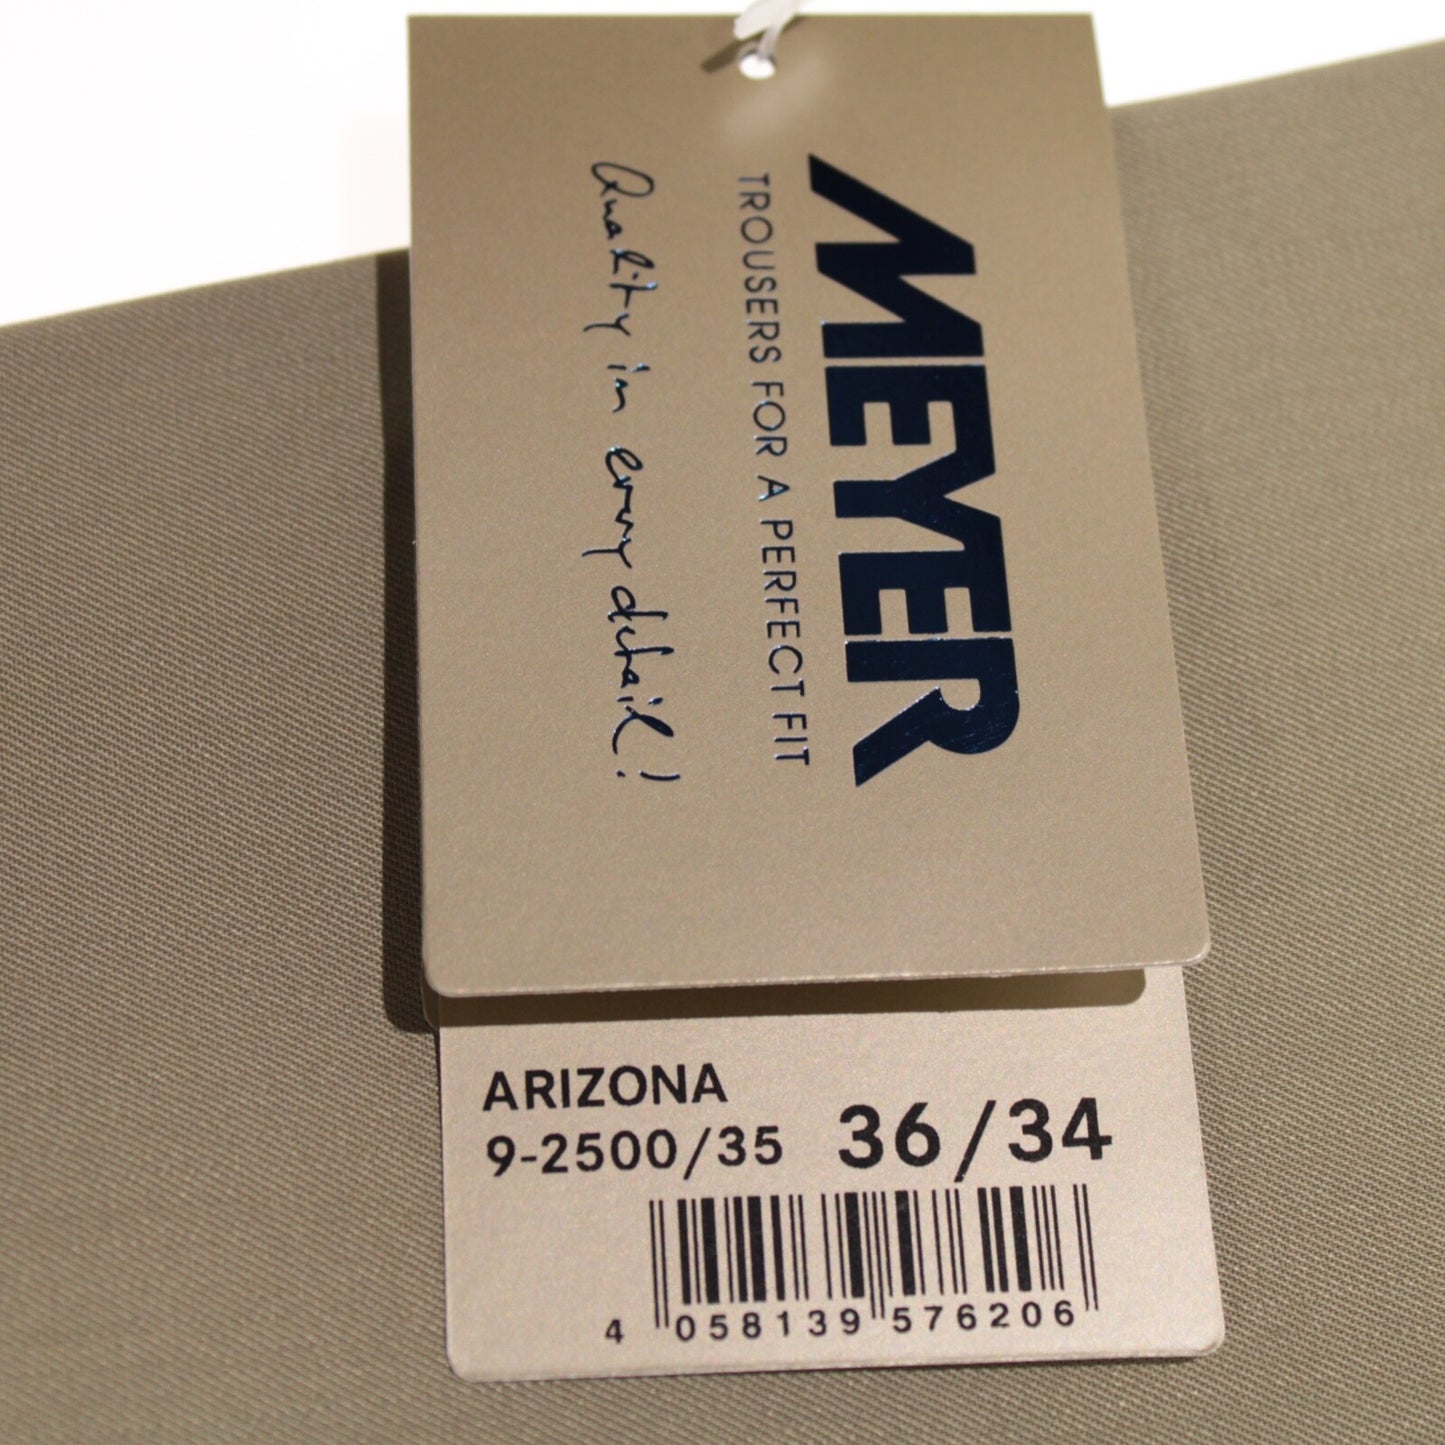 MEYER
TROUSERS FOR A PERFECT FIT
Quality in every detail!
ARIZONA
9-2500/35 36/34
4 058139 576206